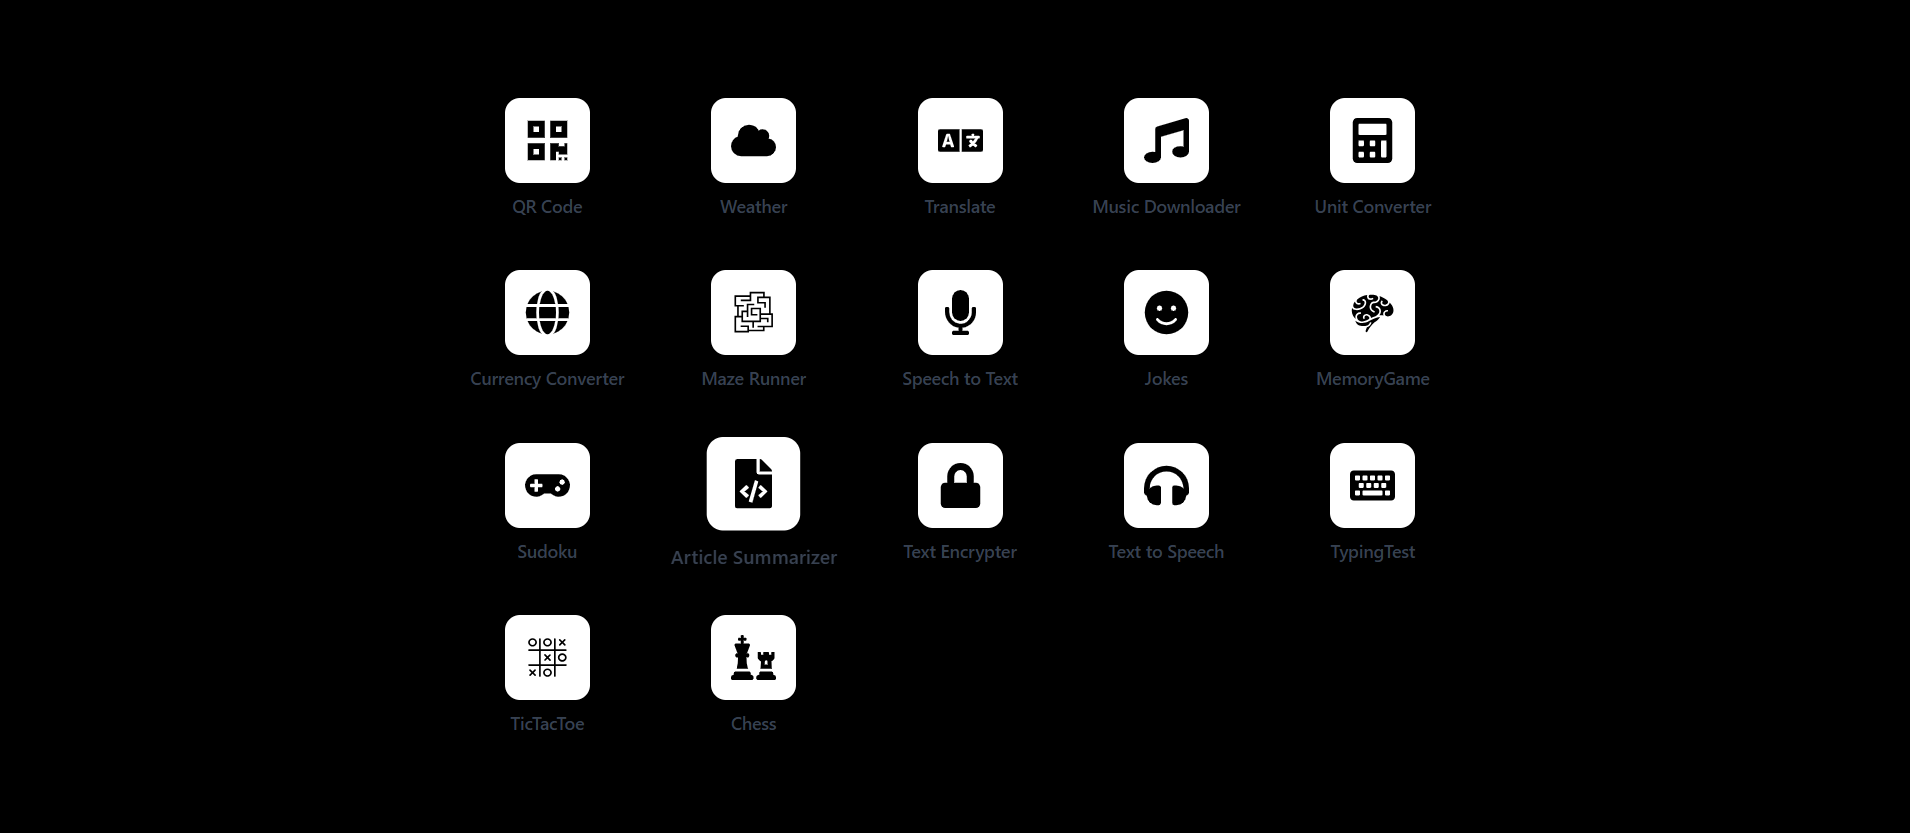 QR Code
Weather
A 文
Translate
Music Downloader
Unit Converter
Currency Converter
Maze Runner
Speech to Text
Jokes
MemoryGame
Sudoku
</>
Article Summarizer
Text Encrypter
Text to Speech
TypingTest
TicTacToe
Chess